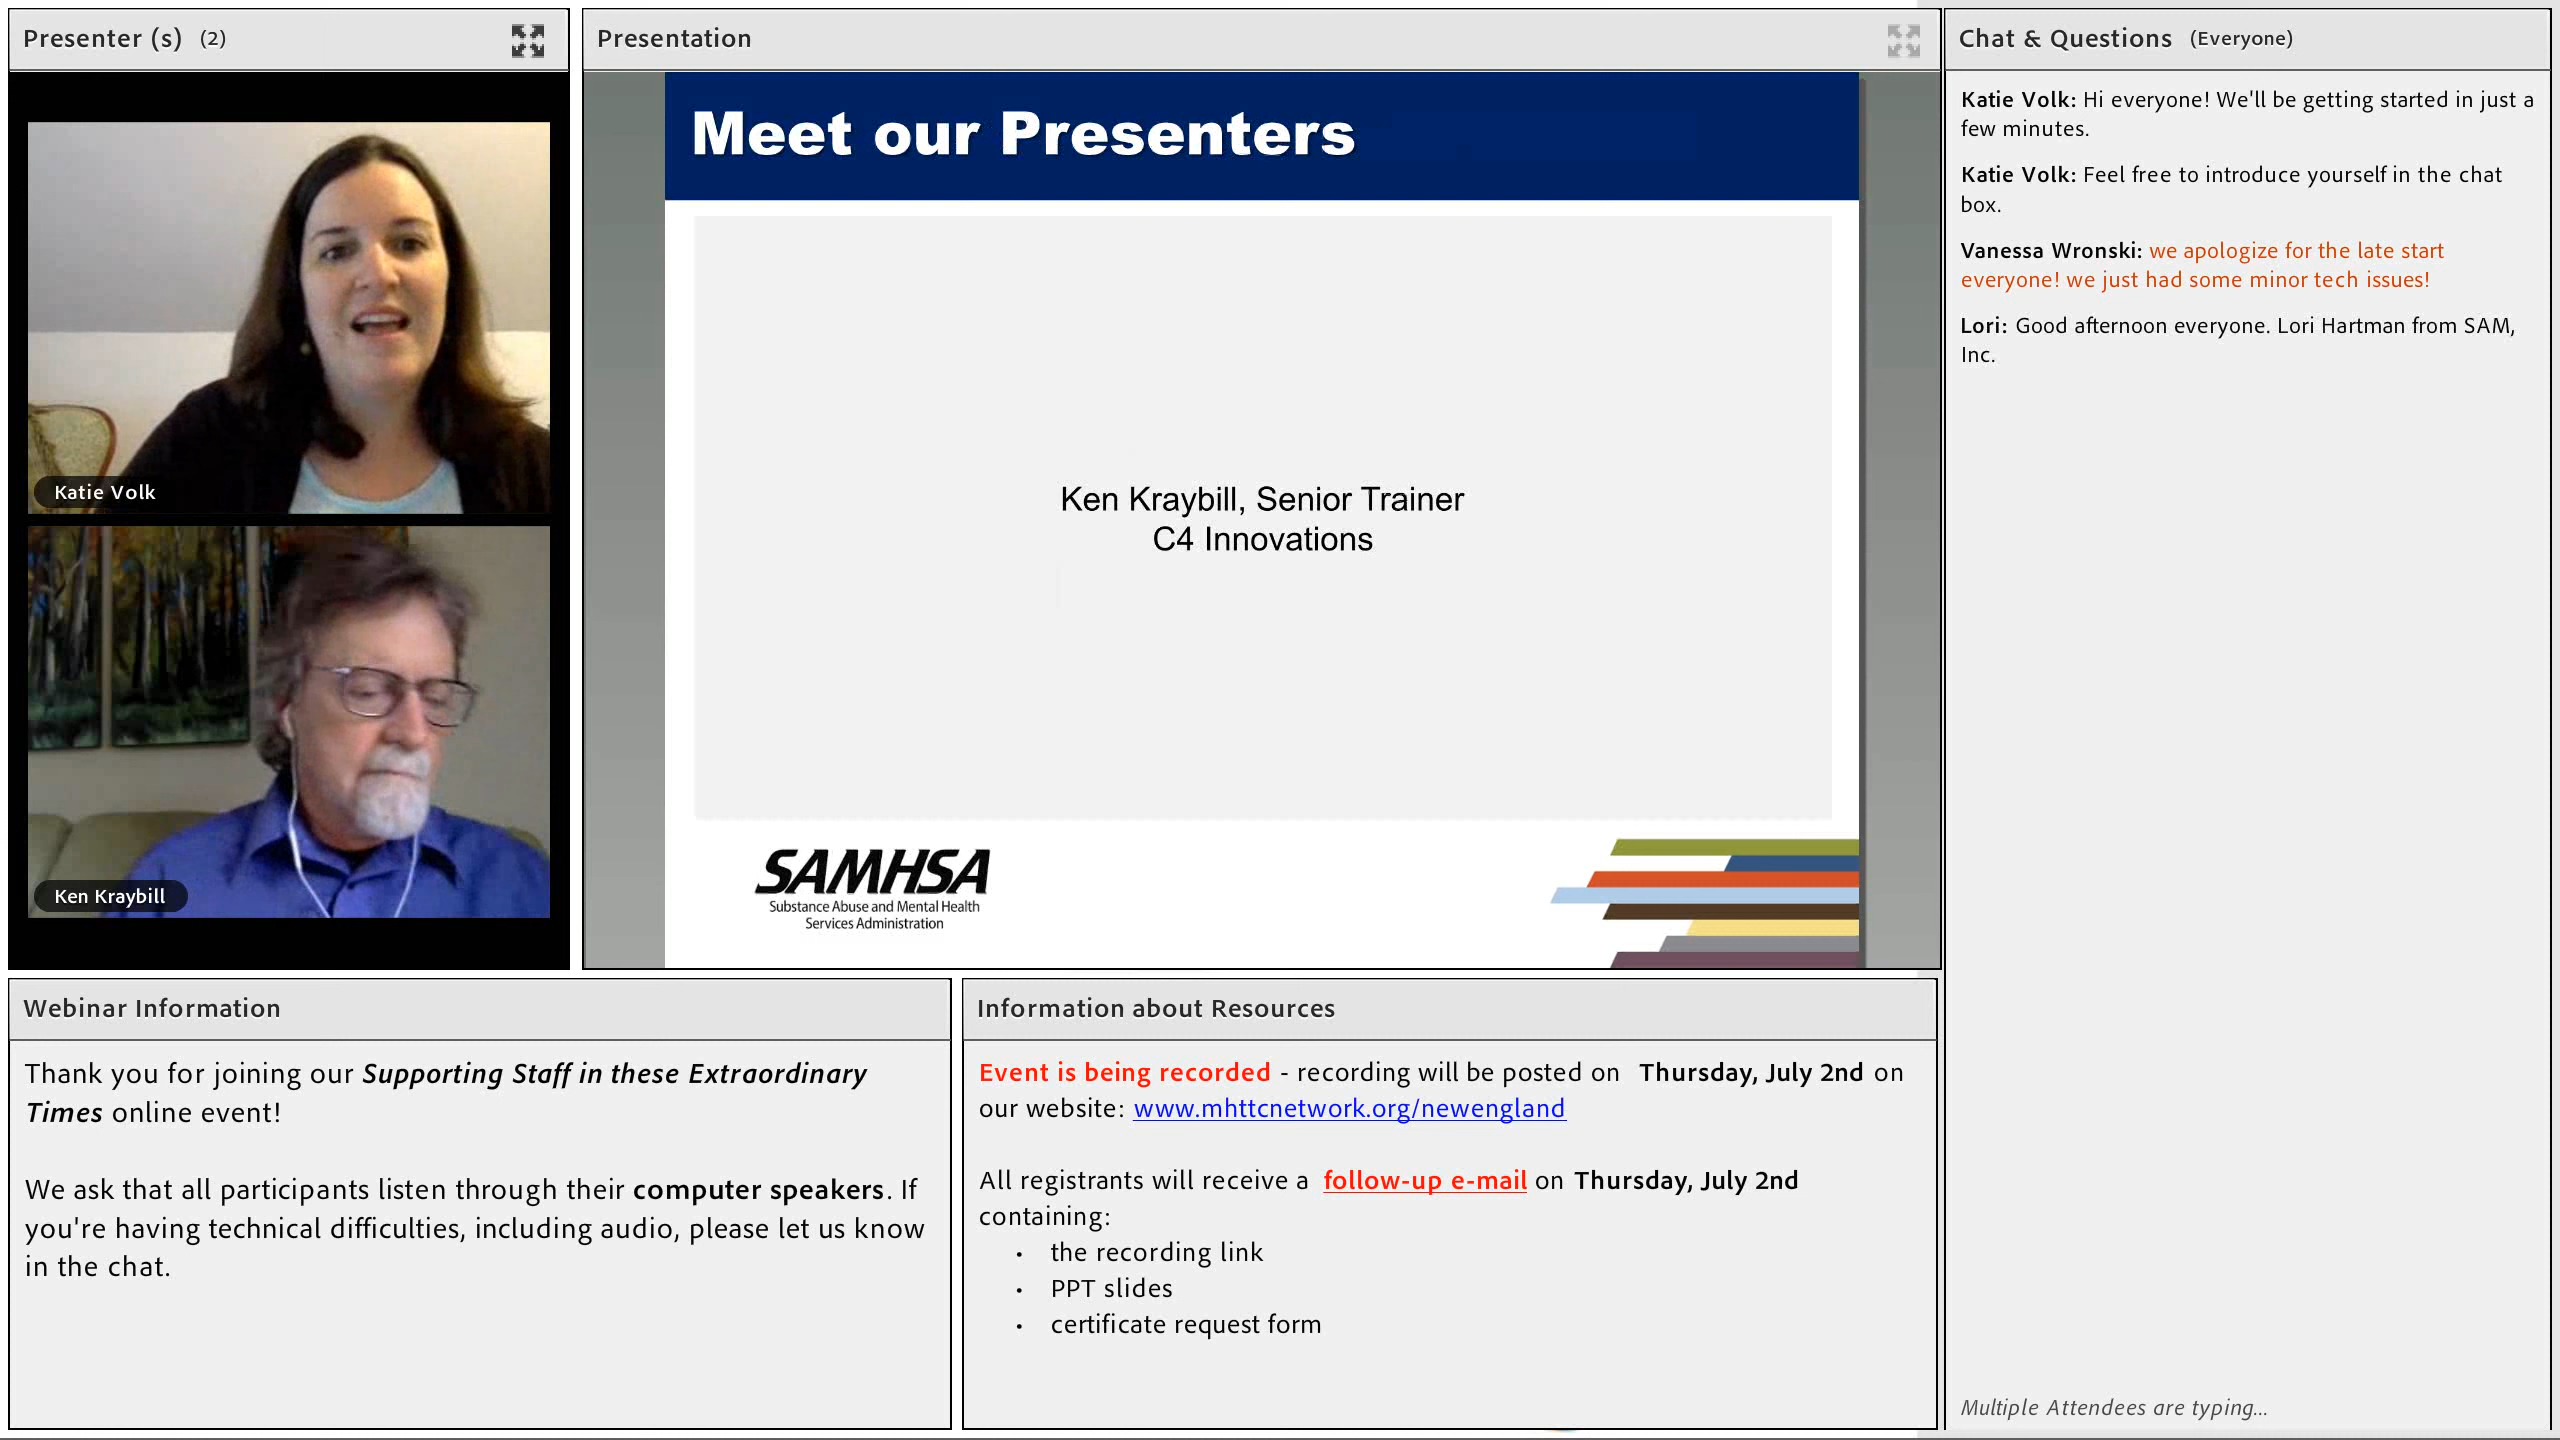 Presenter (s) (2)
Katie Volk
Ken Kraybill
Presentation
Meet our Presenters
Ken Kraybill, Senior Trainer
C4 Innovations
SAMHSA
Substance Abuse and Mental Health
Services Administration
Chat & Questions (Everyone)
Katie Volk: Hi everyone! We'll be getting started in just a
few minutes.
Katie Volk: Feel free to introduce yourself in the chat
box.
Vanessa Wronski: we apologize for the late start
everyone! we just had some minor tech issues!
Lori: Good afternoon everyone. Lori Hartman from SAM,
Inc.
Multiple Attendees are typing...
Webinar Information
Thank you for joining our Supporting Staff in these Extraordinary
Times online event!
We ask that all participants listen through their computer speakers. If
you're having technical difficulties, including audio, please let us know
in the chat.
Information about Resources
Event is being recorded - recording will be posted on Thursday, July 2nd on
our website: www.mhttcnetwork.org/newengland
All registrants will receive a follow-up e-mail on Thursday, July 2nd
containing:
• the recording link
• PPT slides
• certificate request form